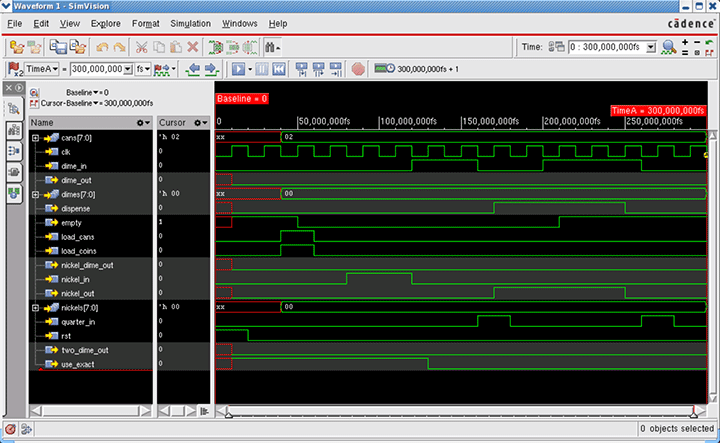 Waveform 1 - SimVision
File Edit View Explore Format Simulation Windows Help
cādence
Time: 0 : 300,000,000fs
TimeA = 300,000,000 fs
300,000,000fs + 1
Baseline = 0
Cursor-Baseline = 300,000,000fs
Baseline = 0
TimeA = 300,000,000fs
Name Cursor
0 50,000,000fs 100,000,000fs 150,000,000fs 200,000,000fs 250,000,000fs
cans[7:0] 'h 02 xx 02
clk 0
dime_in 0
dime_out 0
dimes[7:0] 'h 00 xx 00
dispense 0
empty 1
load_cans 0
load_coins 0
nickel_dime_out 0
nickel_in 0
nickel_out 0
nickels[7:0] 'h 00 xx 00
quarter_in 0
rst 0
two_dime_out 0
use_exact 0
0 objects selected